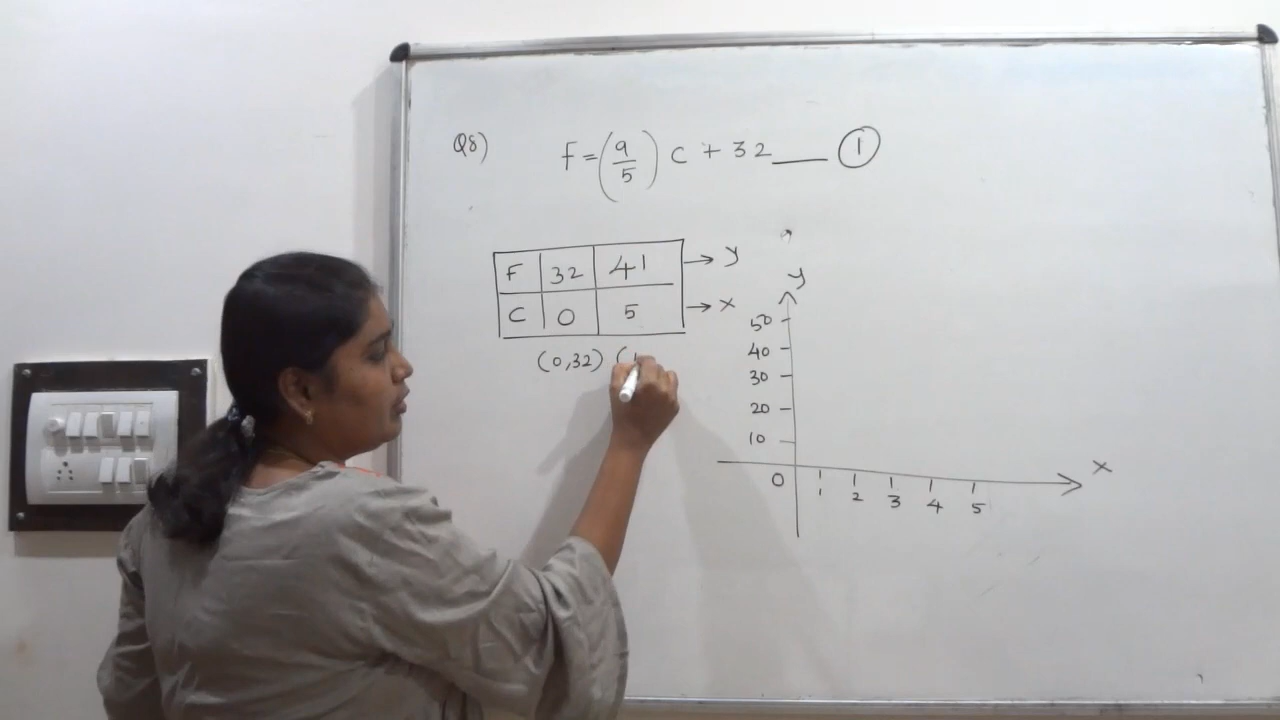 Q8)
F = (9/5) C + 32 ___ ①
F 32 41 → y
C 0 5 → x
(0,32) (
y
50
40
30
20
10
0
1 2 3 4 5
x